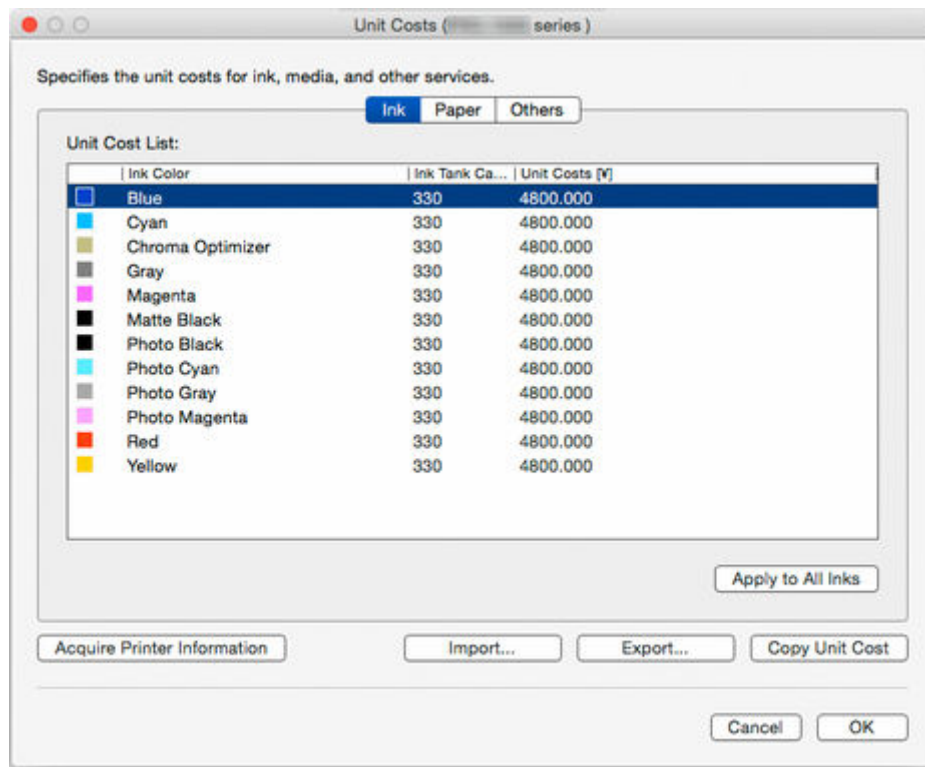 Unit Costs ( series )
Specifies the unit costs for ink, media, and other services.
Ink Paper Others
Unit Cost List:
Ink Color Ink Tank Ca... Unit Costs [¥]
Blue 330 4800.000
Cyan 330 4800.000
Chroma Optimizer 330 4800.000
Gray 330 4800.000
Magenta 330 4800.000
Matte Black 330 4800.000
Photo Black 330 4800.000
Photo Cyan 330 4800.000
Photo Gray 330 4800.000
Photo Magenta 330 4800.000
Red 330 4800.000
Yellow 330 4800.000
Apply to All Inks
Acquire Printer Information Import... Export... Copy Unit Cost
Cancel OK